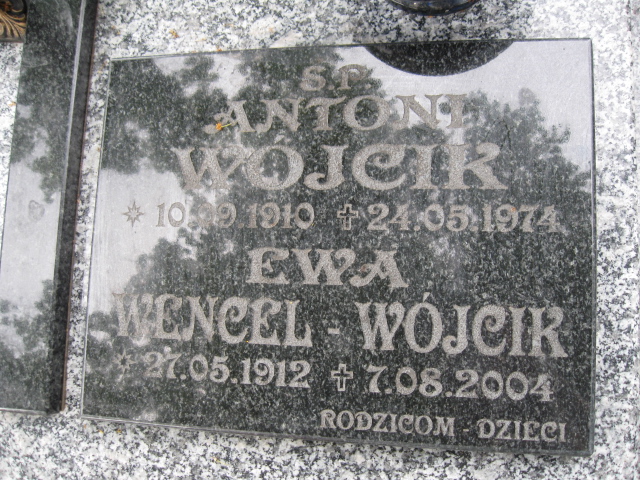 Ś.P.
ANTONI
WÓJCIK
* 10.09.1910 ✝ 24.05.1974
EWA
WENCEL - WÓJCIK
* 27.05.1912 ✝ 7.08.2004
RODZICOM - DZIECI